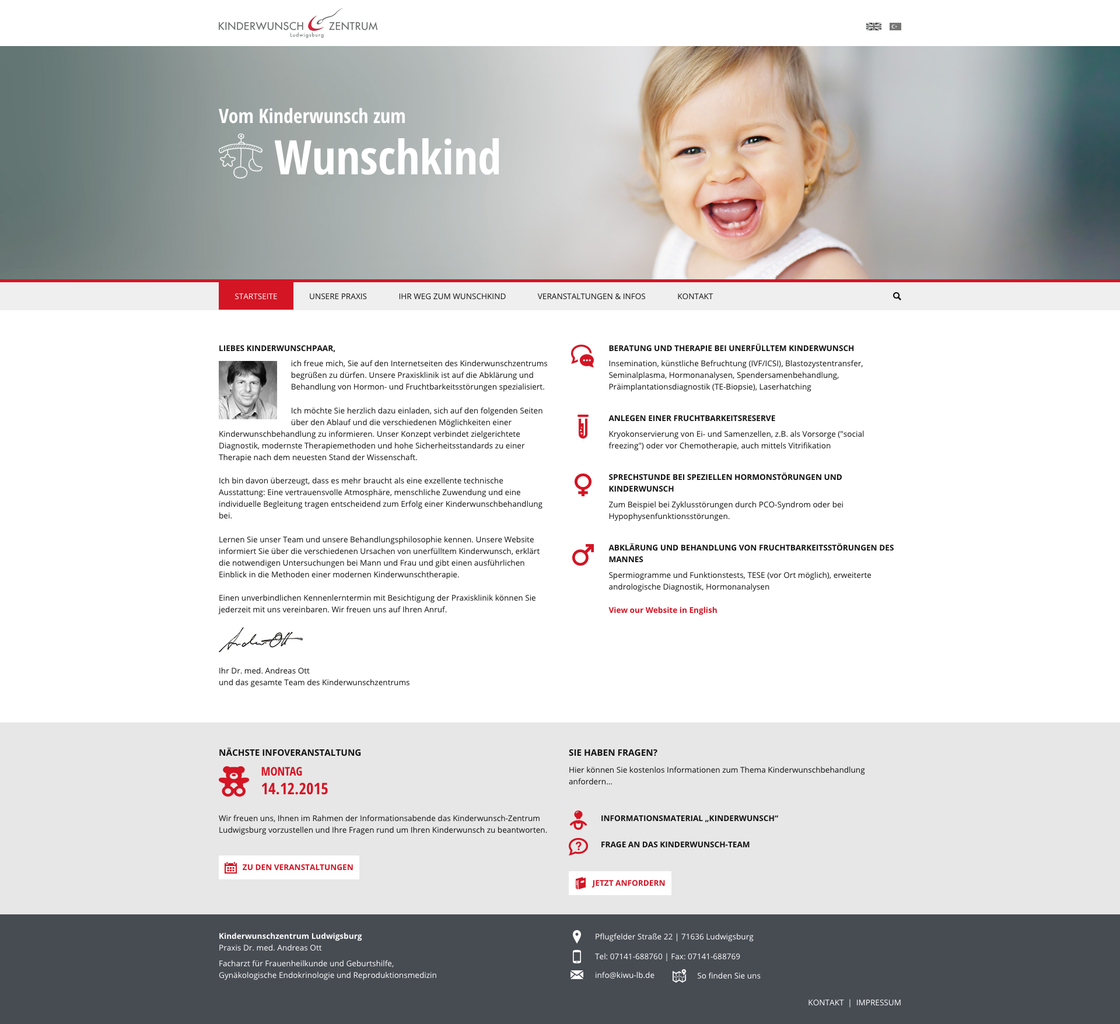 KINDERWUNSCH ZENTRUM
Ludwigsburg
Vom Kinderwunsch zum
Wunschkind
STARTSEITE
UNSERE PRAXIS
IHR WEG ZUM WUNSCHKIND
VERANSTALTUNGEN & INFOS
KONTAKT
LIEBES KINDERWUNSCHPAAR,
ich freue mich, Sie auf den Internetseiten des Kinderwunschzentrums
begrüßen zu dürfen. Unsere Praxisklinik ist auf die Abklärung und
Behandlung von Hormon- und Fruchtbarkeitsstörungen spezialisiert.
Ich möchte Sie herzlich dazu einladen, sich auf den folgenden Seiten
über den Ablauf und die verschiedenen Möglichkeiten einer
Kinderwunschbehandlung zu informieren. Unser Konzept verbindet zielgerichtete
Diagnostik, modernste Therapiemethoden und hohe Sicherheitsstandards zu einer
Therapie nach dem neuesten Stand der Wissenschaft.
Ich bin davon überzeugt, dass es mehr braucht als eine exzellente technische
Ausstattung: Eine vertrauensvolle Atmosphäre, menschliche Zuwendung und eine
individuelle Begleitung tragen entscheidend zum Erfolg einer Kinderwunschbehandlung
bei.
Lernen Sie unser Team und unsere Behandlungsphilosophie kennen. Unsere Website
informiert Sie über die verschiedenen Ursachen von unerfülltem Kinderwunsch, erklärt
die notwendigen Untersuchungen bei Mann und Frau und gibt einen ausführlichen
Einblick in die Methoden einer modernen Kinderwunschtherapie.
Einen unverbindlichen Kennenlerntermin mit Besichtigung der Praxisklinik können Sie
jederzeit mit uns vereinbaren. Wir freuen uns auf Ihren Anruf.
Andreas Ott
Ihr Dr. med. Andreas Ott
und das gesamte Team des Kinderwunschzentrums
BERATUNG UND THERAPIE BEI UNERFÜLLTEM KINDERWUNSCH
Insemination, künstliche Befruchtung (IVF/ICSI), Blastozystentransfer,
Seminalplasma, Hormonanalysen, Spendersamenbehandlung,
Präimplantationsdiagnostik (TE-Biopsie), Laserhatching
ANLEGEN EINER FRUCHTBARKEITSRESERVE
Kryokonservierung von Ei- und Samenzellen, z.B. als Vorsorge ("social
freezing") oder vor Chemotherapie, auch mittels Vitrifikation
SPRECHSTUNDE BEI SPEZIELLEN HORMONSTÖRUNGEN UND
KINDERWUNSCH
Zum Beispiel bei Zyklusstörungen durch PCO-Syndrom oder bei
Hypophysenfunktionsstörungen.
ABKLÄRUNG UND BEHANDLUNG VON FRUCHTBARKEITSSTÖRUNGEN DES
MANNES
Spermiogramme und Funktionstests, TESE (vor Ort möglich), erweiterte
andrologische Diagnostik, Hormonanalysen
View our Website in English
NÄCHSTE INFOVERANSTALTUNG
MONTAG
14.12.2015
Wir freuen uns, Ihnen im Rahmen der Informationsabende das Kinderwunsch-Zentrum
Ludwigsburg vorzustellen und Ihre Fragen rund um Ihren Kinderwunsch zu beantworten.
ZU DEN VERANSTALTUNGEN
SIE HABEN FRAGEN?
Hier können Sie kostenlos Informationen zum Thema Kinderwunschbehandlung
anfordern...
INFORMATIONSMATERIAL „KINDERWUNSCH“
FRAGE AN DAS KINDERWUNSCH-TEAM
JETZT ANFORDERN
Kinderwunschzentrum Ludwigsburg
Praxis Dr. med. Andreas Ott
Facharzt für Frauenheilkunde und Geburtshilfe,
Gynäkologische Endokrinologie und Reproduktionsmedizin
Pflugfelder Straße 22 | 71636 Ludwigsburg
Tel: 07141-688760 | Fax: 07141-688769
info@kiwu-lb.de
So finden Sie uns
KONTAKT | IMPRESSUM